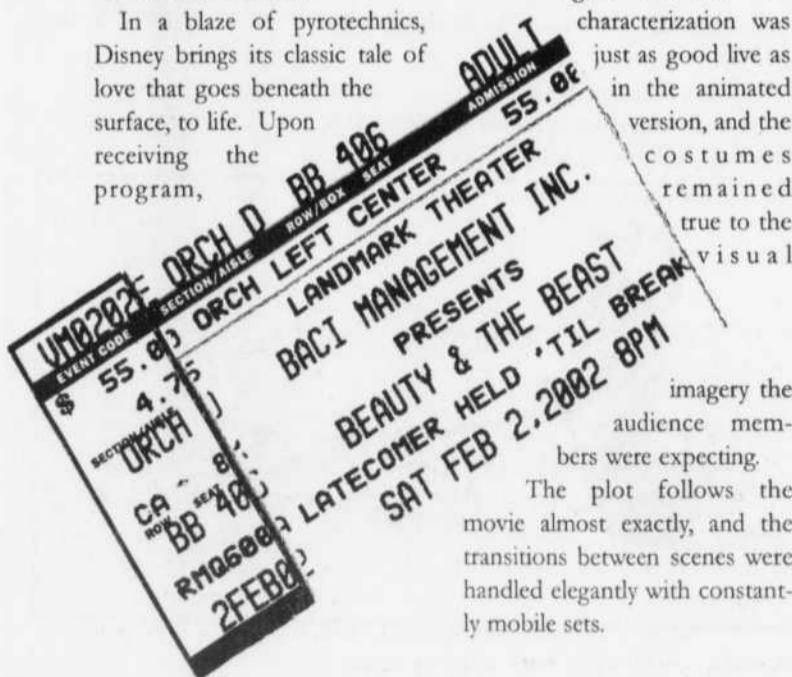 In a blaze of pyrotechnics,
Disney brings its classic tale of
love that goes beneath the
surface, to life. Upon
receiving the
program,
VM0202E ORCH D BB 406 ADULT
EVENT CODE SECTION/AISLE ROW/BOX SEAT ADMISSION
$ 55.00 ORCH LEFT CENTER 55.00
4.75 LANDMARK THEATER
SECTION/AISLE
ORCH BACI MANAGEMENT INC.
CA PRESENTS
ROW SEAT
BB 406 BEAUTY & THE BEAST
LATECOMER HELD 'TIL BREAK
2FEB02 SAT FEB 2,2002 8PM
characterization was
just as good live as
in the animated
version, and the
costumes
remained
true to the
visual
imagery the
audience mem-
bers were expecting.
The plot follows the
movie almost exactly, and the
transitions between scenes were
handled elegantly with constant-
ly mobile sets.